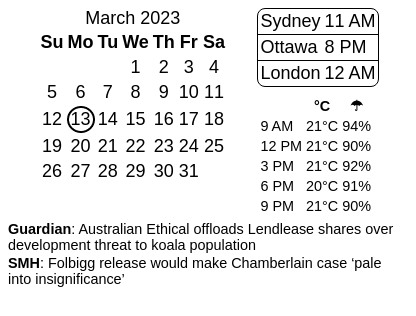 March 2023
Su Mo Tu We Th Fr Sa
1 2 3 4
5 6 7 8 9 10 11
12 13 14 15 16 17 18
19 20 21 22 23 24 25
26 27 28 29 30 31
Sydney 11 AM
Ottawa 8 PM
London 12 AM
°C ☂
9 AM 21°C 94%
12 PM 21°C 90%
3 PM 21°C 92%
6 PM 20°C 91%
9 PM 21°C 90%
Guardian: Australian Ethical offloads Lendlease shares over
development threat to koala population
SMH: Folbigg release would make Chamberlain case ‘pale
into insignificance’